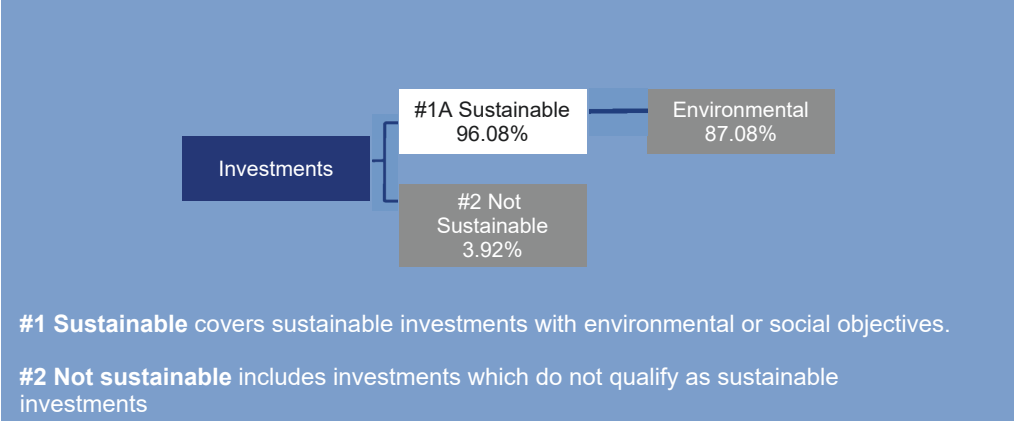 #1A Sustainable
96.08%
Environmental
87.08%
Investments
#2 Not
Sustainable
3.92%
#1 Sustainable covers sustainable investments with environmental or social objectives.
#2 Not sustainable includes investments which do not qualify as sustainable
investments